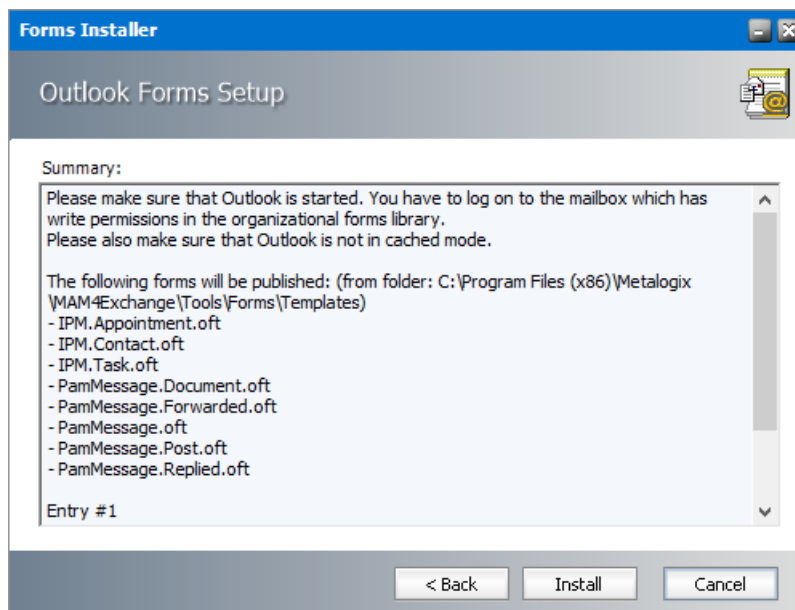 Forms Installer
Outlook Forms Setup
Summary:
Please make sure that Outlook is started. You have to log on to the mailbox which has
write permissions in the organizational forms library.
Please also make sure that Outlook is not in cached mode.
The following forms will be published: (from folder: C:\Program Files (x86)\Metalogix
\MAM4Exchange\Tools\Forms\Templates)
- IPM.Appointment.oft
- IPM.Contact.oft
- IPM.Task.oft
- PamMessage.Document.oft
- PamMessage.Forwarded.oft
- PamMessage.oft
- PamMessage.Post.oft
- PamMessage.Replied.oft
Entry #1
< Back
Install
Cancel